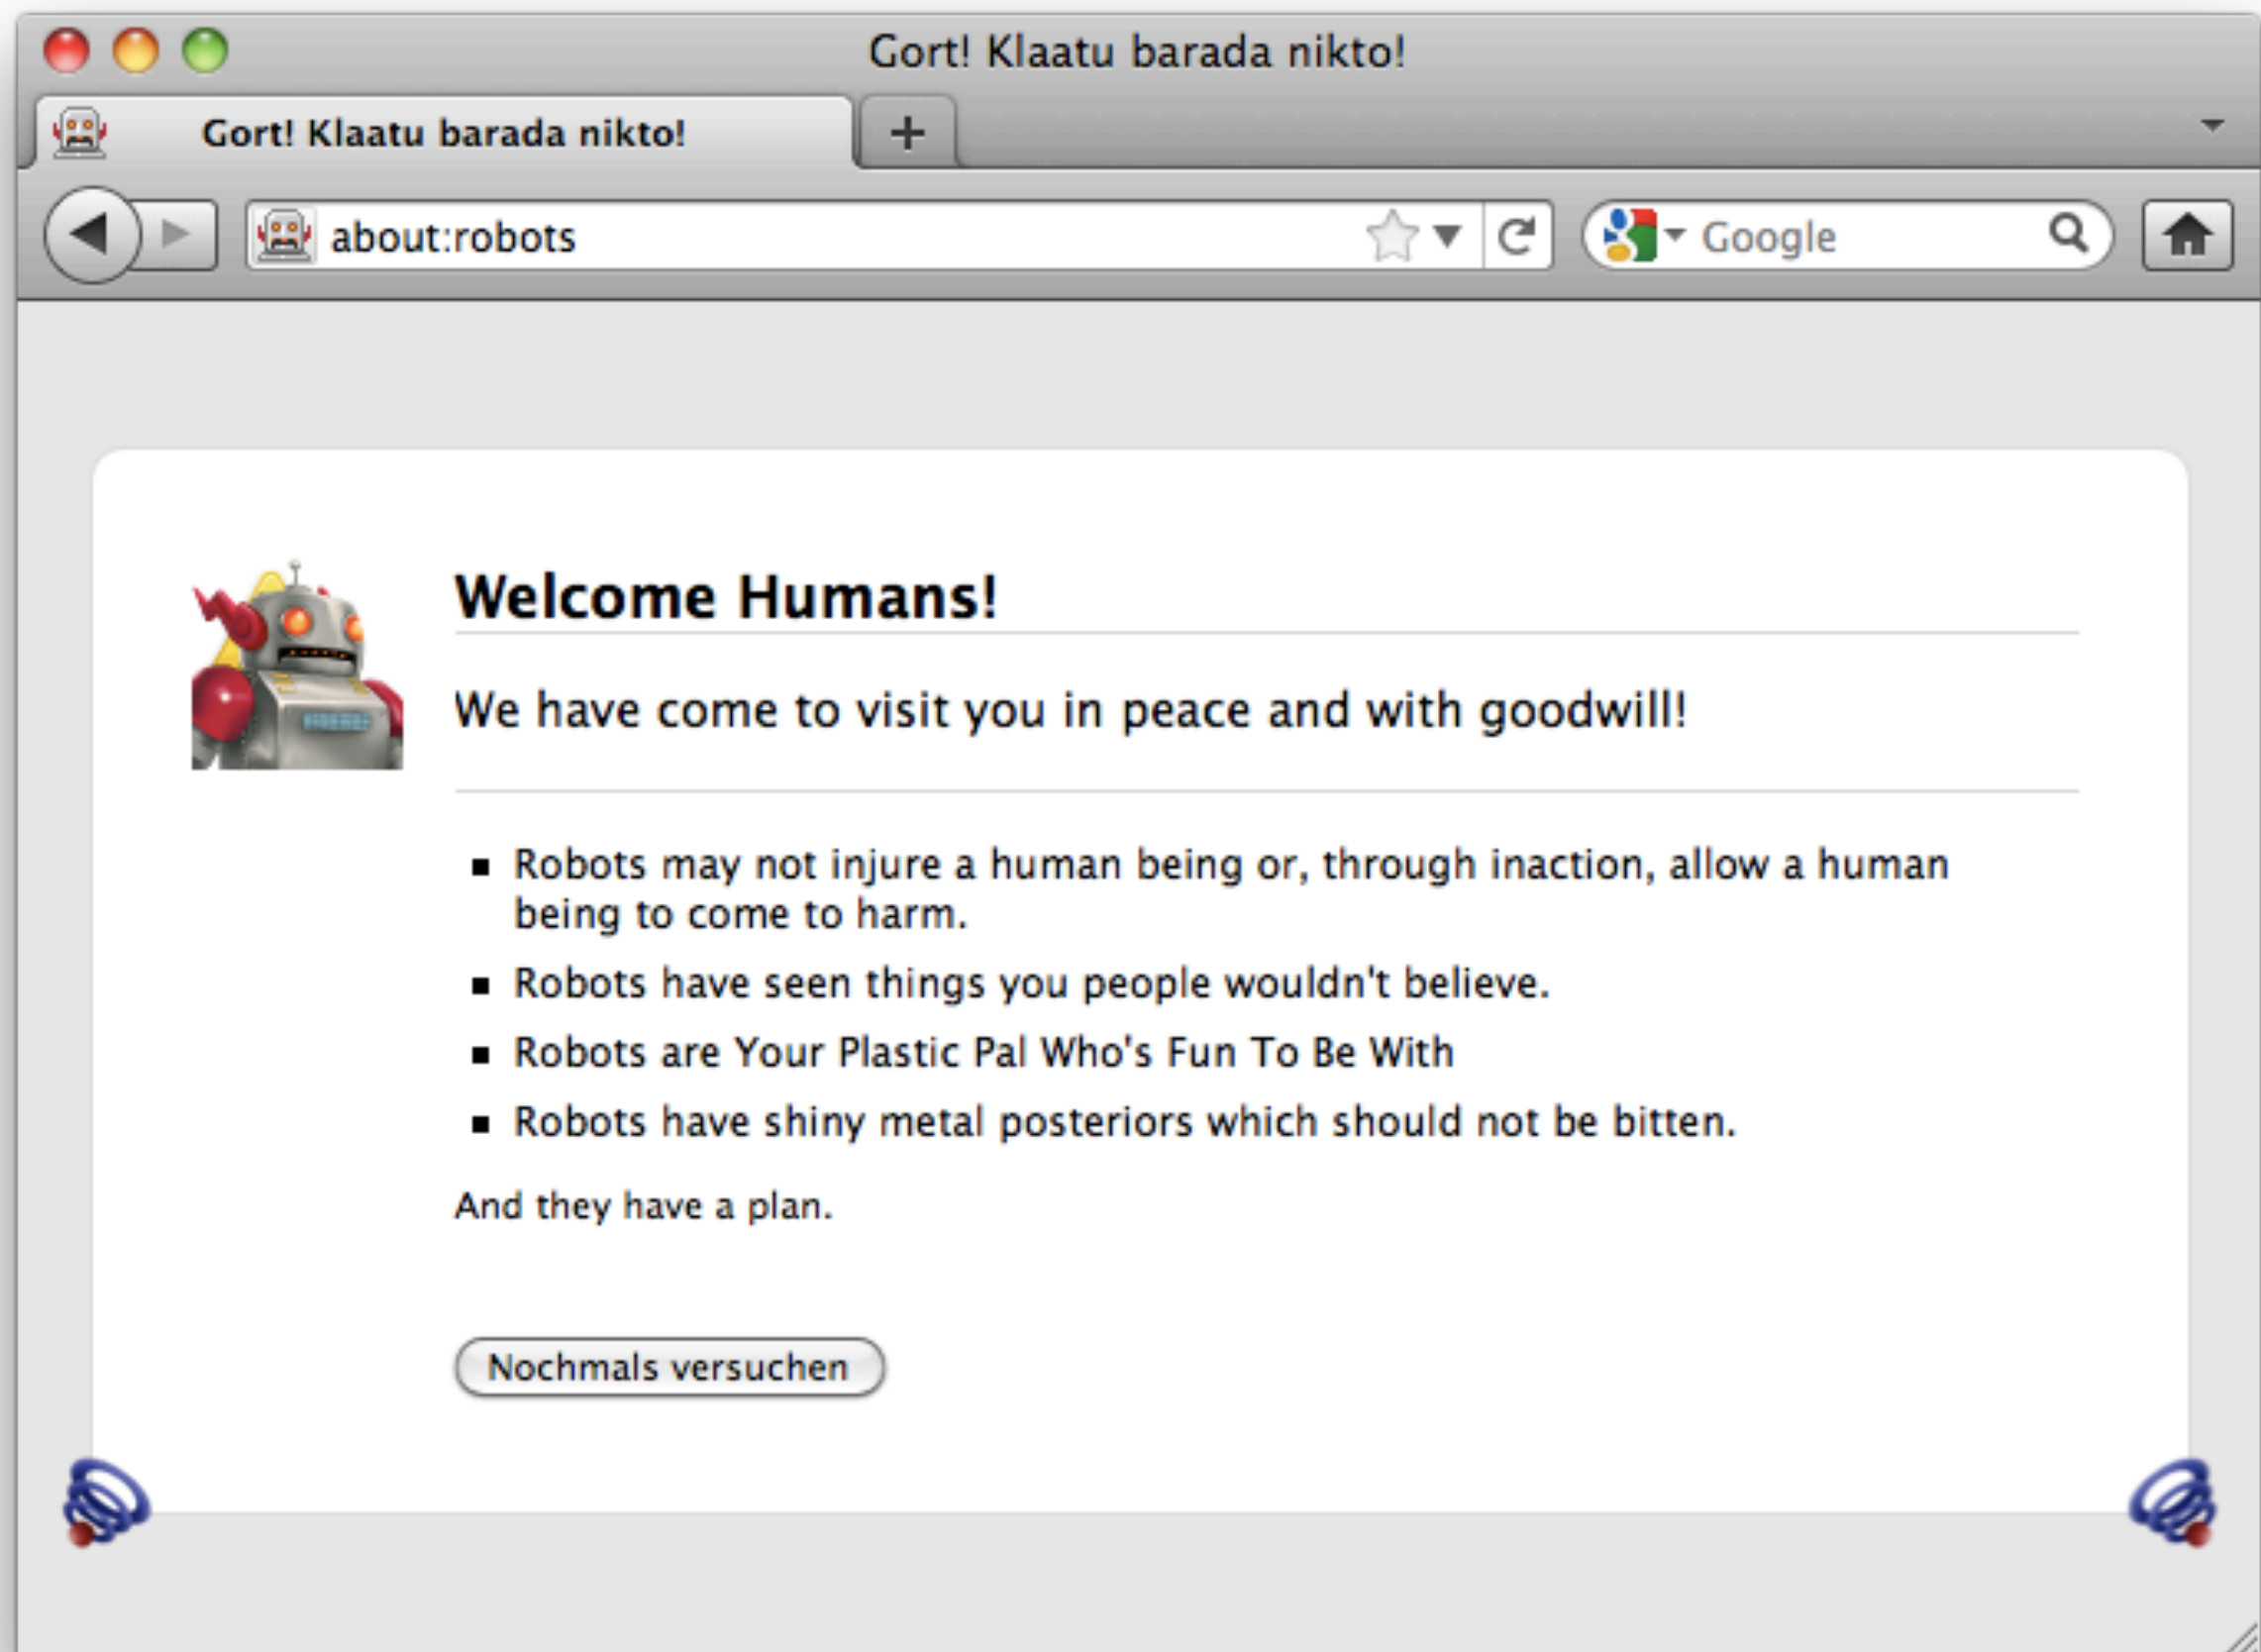 Gort! Klaatu barada nikto!
Gort! Klaatu barada nikto!
about:robots
Google
Welcome Humans!
We have come to visit you in peace and with goodwill!
Robots may not injure a human being or, through inaction, allow a human
being to come to harm.
Robots have seen things you people wouldn't believe.
Robots are Your Plastic Pal Who's Fun To Be With
Robots have shiny metal posteriors which should not be bitten.
And they have a plan.
Nochmals versuchen